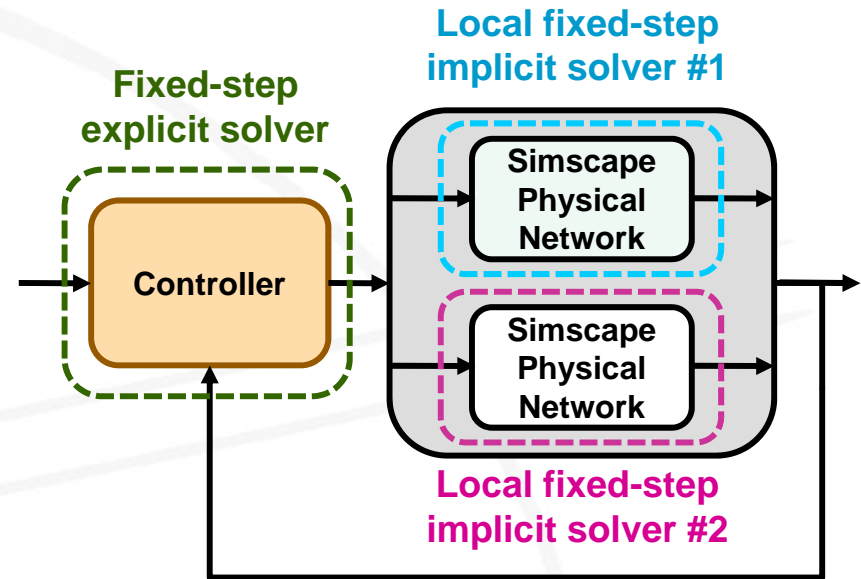 Local fixed-step
implicit solver #1
Fixed-step
explicit solver
Simscape
Physical
Network
Controller
Simscape
Physical
Network
Local fixed-step
implicit solver #2